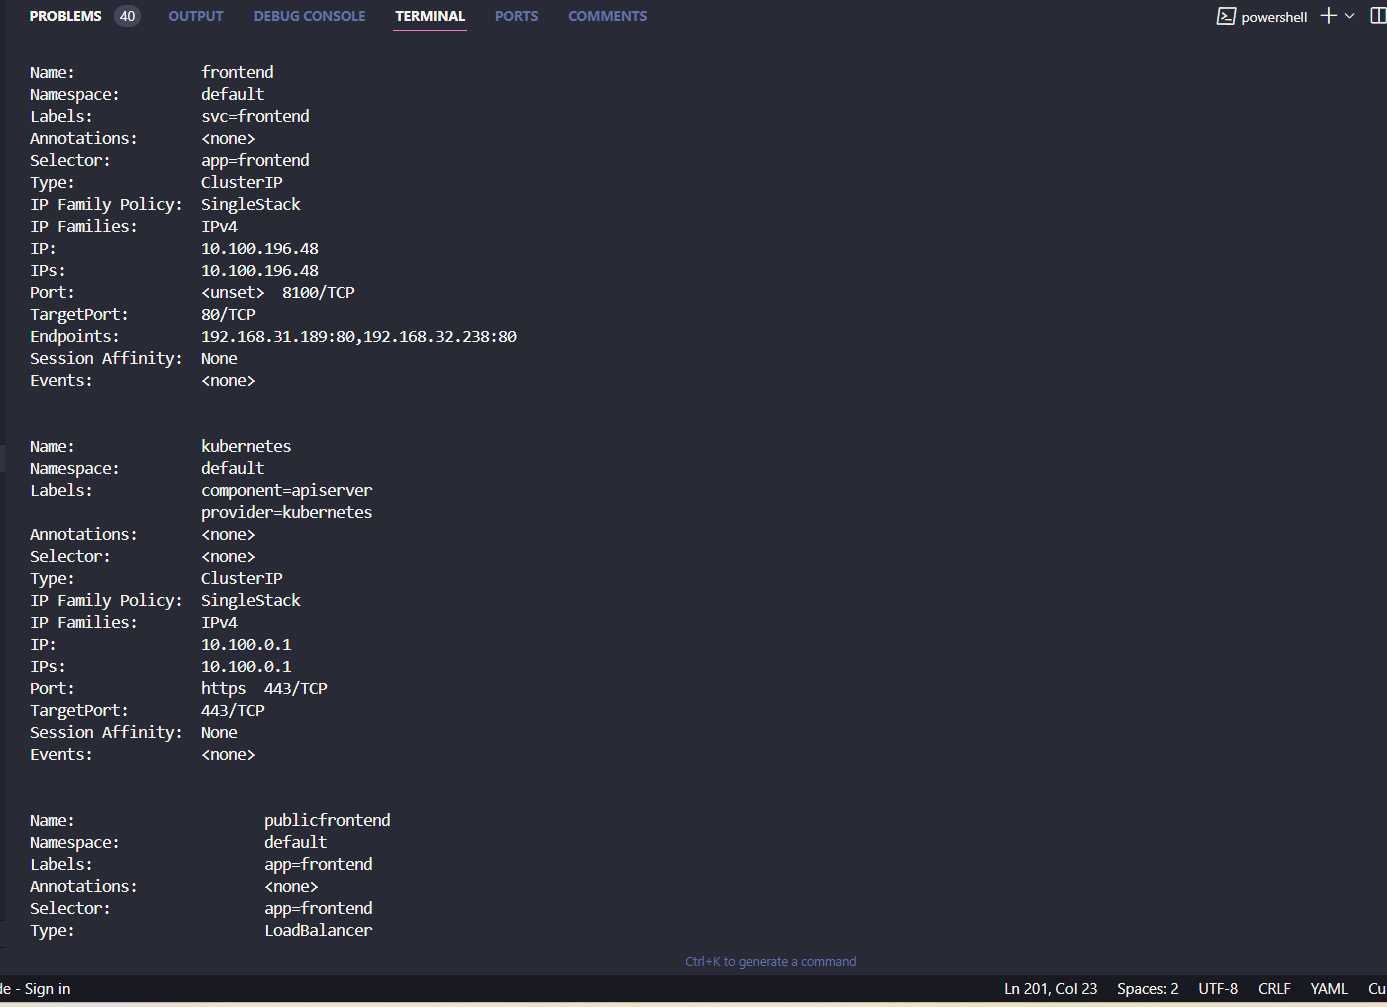 PROBLEMS 40 OUTPUT DEBUG CONSOLE TERMINAL PORTS COMMENTS powershell
Name: frontend
Namespace: default
Labels: svc=frontend
Annotations: <none>
Selector: app=frontend
Type: ClusterIP
IP Family Policy: SingleStack
IP Families: IPv4
IP: 10.100.196.48
IPs: 10.100.196.48
Port: <unset> 8100/TCP
TargetPort: 80/TCP
Endpoints: 192.168.31.189:80,192.168.32.238:80
Session Affinity: None
Events: <none>
Name: kubernetes
Namespace: default
Labels: component=apiserver
provider=kubernetes
Annotations: <none>
Selector: <none>
Type: ClusterIP
IP Family Policy: SingleStack
IP Families: IPv4
IP: 10.100.0.1
IPs: 10.100.0.1
Port: https 443/TCP
TargetPort: 443/TCP
Session Affinity: None
Events: <none>
Name: publicfrontend
Namespace: default
Labels: app=frontend
Annotations: <none>
Selector: app=frontend
Type: LoadBalancer
Ctrl+K to generate a command
de - Sign in Ln 201, Col 23 Spaces: 2 UTF-8 CRLF YAML Cu